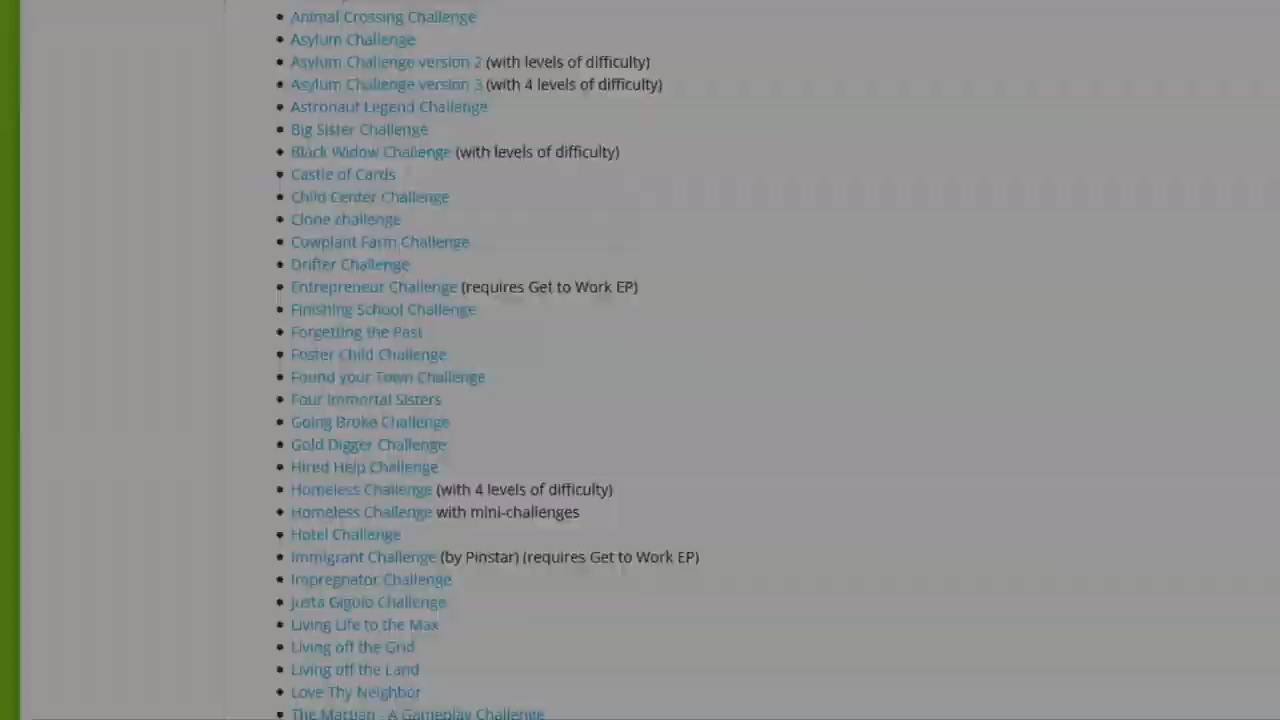 Animal Crossing Challenge
Asylum Challenge
Asylum Challenge version 2 (with levels of difficulty)
Asylum Challenge version 3 (with 4 levels of difficulty)
Astronaut Legend Challenge
Big Sister Challenge
Black Widow Challenge (with levels of difficulty)
Castle of Cards
Child Center Challenge
Clone challenge
Cowplant Farm Challenge
Drifter Challenge
Entrepreneur Challenge (requires Get to Work EP)
Finishing School Challenge
Forgetting the Past
Foster Child Challenge
Found your Town Challenge
Four Immortal Sisters
Going Broke Challenge
Gold Digger Challenge
Hired Help Challenge
Homeless Challenge (with 4 levels of difficulty)
Homeless Challenge with mini-challenges
Hotel Challenge
Immigrant Challenge (by Pinstar) (requires Get to Work EP)
Impregnator Challenge
Justa Gigolo Challenge
Living Life to the Max
Living off the Grid
Living off the Land
Love Thy Neighbor
The Martian - A Gameplay Challenge